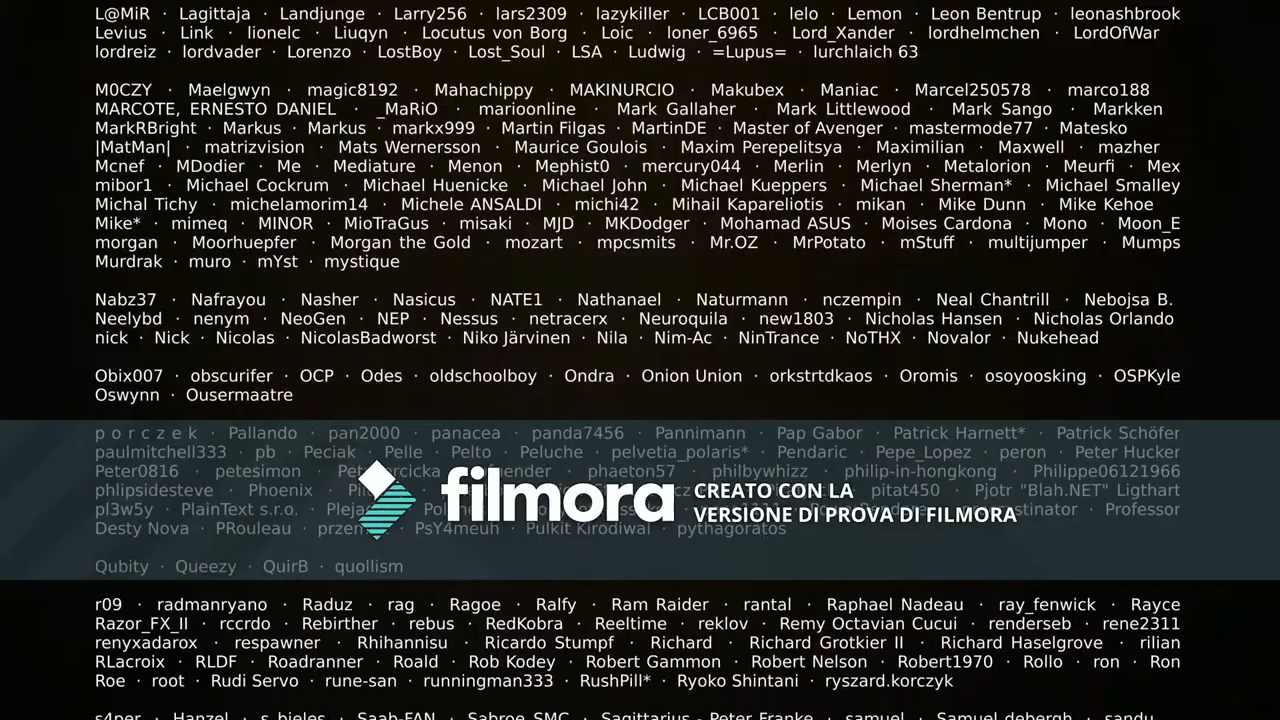 L@MiR · Lagittaja · Landjunge · Larry256 · lars2309 · lazykiller · LCB001 · lelo · Lemon · Leon Bentrup · leonashbrook
Levius · Link · lionelc · Liuqyn · Locutus von Borg · Loic · loner_6965 · Lord_Xander · lordhelmchen · LordOfWar
lordreiz · lordvader · Lorenzo · LostBoy · Lost_Soul · LSA · Ludwig · =Lupus= · lurchlaich 63
M0CZY · Maelgwyn · magic8192 · Mahachippy · MAKINURCIO · Makubex · Maniac · Marcel250578 · marco188
MARCOTE, ERNESTO DANIEL · _MaRiO · marioonline · Mark Gallaher · Mark Littlewood · Mark Sango · Markken
MarkRBright · Markus · Markus · markx999 · Martin Filgas · MartinDE · Master of Avenger · mastermode77 · Matesko
|MatMan| · matrizvision · Mats Wernersson · Maurice Goulois · Maxim Perepelitsya · Maximilian · Maxwell · mazher
Mcnef · MDodier · Me · Mediature · Menon · Mephist0 · mercury044 · Merlin · Merlyn · Metalorion · Meurfi · Mex
mibor1 · Michael Cockrum · Michael Huenicke · Michael John · Michael Kueppers · Michael Sherman* · Michael Smalley
Michal Tichy · michelamorim14 · Michele ANSALDI · michi42 · Mihail Kapareliotis · mikan · Mike Dunn · Mike Kehoe
Mike* · mimeq · MINOR · MioTraGus · misaki · MJD · MKDodger · Mohamad ASUS · Moises Cardona · Mono · Moon_E
morgan · Moorhuepfer · Morgan the Gold · mozart · mpcsmits · Mr.OZ · MrPotato · mStuff · multijumper · Mumps
Murdrak · muro · mYst · mystique
Nabz37 · Nafrayou · Nasher · Nasicus · NATE1 · Nathanael · Naturmann · nczempin · Neal Chantrill · Nebojsa B.
Neelybd · nenym · NeoGen · NEP · Nessus · netracerx · Neuroquila · new1803 · Nicholas Hansen · Nicholas Orlando
nick · Nick · Nicolas · NicolasBadworst · Niko Järvinen · Nila · Nim-Ac · NinTrance · NoTHX · Novalor · Nukehead
Obix007 · obscurifer · OCP · Odes · oldschoolboy · Ondra · Onion Union · orkstrtdkaos · Oromis · osoyoosking · OSPKyle
Oswynn · Ousermaatre
p o r c z e k · Pallando · pan2000 · panacea · panda7456 · Pannimann · Pap Gabor · Patrick Harnett* · Patrick Schöfer
paulmitchell333 · pb · Peciak · Pelle · Pelto · Peluche · pelvetia_polaris* · Pendaric · Pepe_Lopez · peron · Peter Hucker
Peter0816 · petesimon · phaeton57 · philbywhizz · philip-in-hongkong · Philippe06121966
phlipsidesteve · Phoenix · pitat450 · Pjotr "Blah.NET" Ligthart
pl3w5y · PlainText s.r.o. · Professor
Desty Nova · PRouleau · PsY4meuh · Pulkit Kirodiwal · pythagoratos
filmora CREATO CON LA
VERSIONE DI PROVA DI FILMORA
Qubity · Queezy · QuirB · quollism
r09 · radmanryano · Raduz · rag · Ragoe · Ralfy · Ram Raider · rantal · Raphael Nadeau · ray_fenwick · Rayce
Razor_FX_II · rccrdo · Rebirther · rebus · RedKobra · Reeltime · reklov · Remy Octavian Cucui · renderseb · rene2311
renyxadarox · respawner · Rhihannisu · Ricardo Stumpf · Richard · Richard Grotkier II · Richard Haselgrove · rilian
RLacroix · RLDF · Roadranner · Roald · Rob Kodey · Robert Gammon · Robert Nelson · Robert1970 · Rollo · ron · Ron
Roe · root · Rudi Servo · rune-san · runningman333 · RushPill* · Ryoko Shintani · ryszard.korczyk
s4per · Hanzel · s_bieles · Saab-FAN · Sabroe_SMC · Sagittarius - Peter Franke · samuel · Samuel debergh · sandu